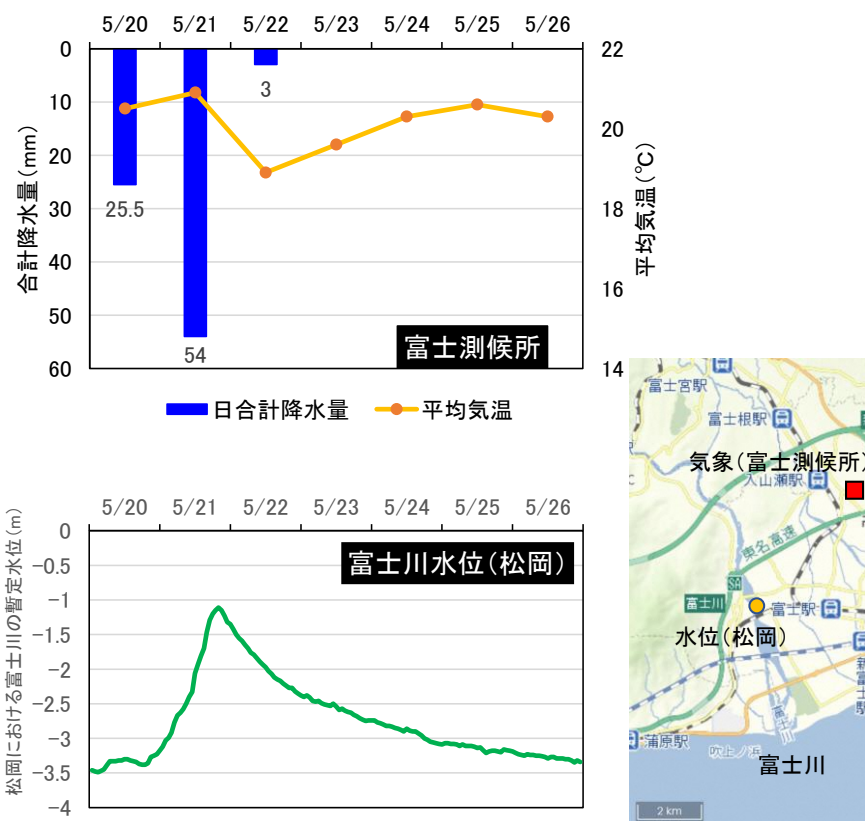 5/20 5/21 5/22 5/23 5/24 5/25 5/26
合計降水量(mm)
0
10
20
30
40
50
60
25.5
54
3
22
20
18
16
14
平均気温(℃)
富士測候所
日合計降水量 平均気温
5/20 5/21 5/22 5/23 5/24 5/25 5/26
松岡における富士川の暫定水位(m)
0
−0.5
−1
−1.5
−2
−2.5
−3
−3.5
−4
富士川水位(松岡)
富士宮駅
富士根駅
気象(富士測候所)
入山瀬駅
東名高速
富士川
富士駅
水位(松岡)
新富士駅
富士川
蒲原駅
吹上ノ浜
富士川
2 km